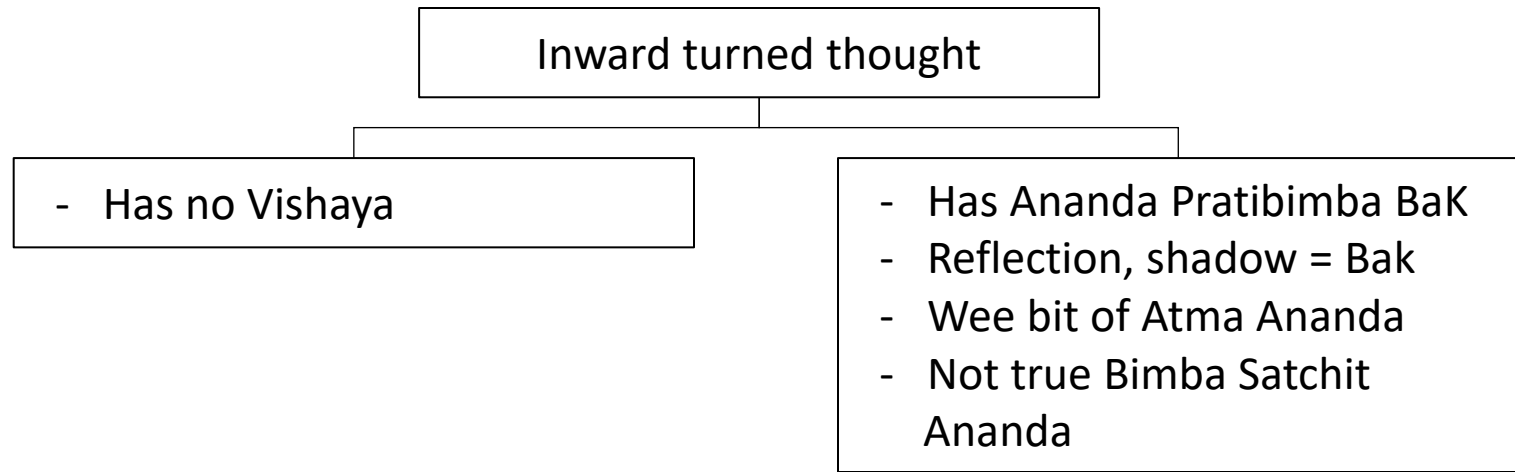 Inward turned thought
- Has no Vishaya
- Has Ananda Pratibimba BaK
- Reflection, shadow = Bak
- Wee bit of Atma Ananda
- Not true Bimba Satchit
Ananda